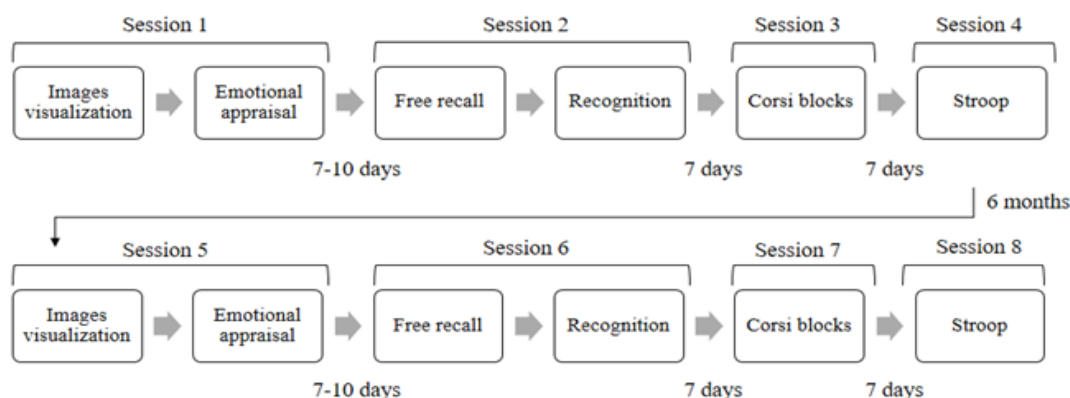 Session 1
Session 2
Session 3
Session 4
Images
visualization
Emotional
appraisal
Free recall
Recognition
Corsi blocks
Stroop
7-10 days
7 days
7 days
6 months
Session 5
Session 6
Session 7
Session 8
Images
visualization
Emotional
appraisal
Free recall
Recognition
Corsi blocks
Stroop
7-10 days
7 days
7 days